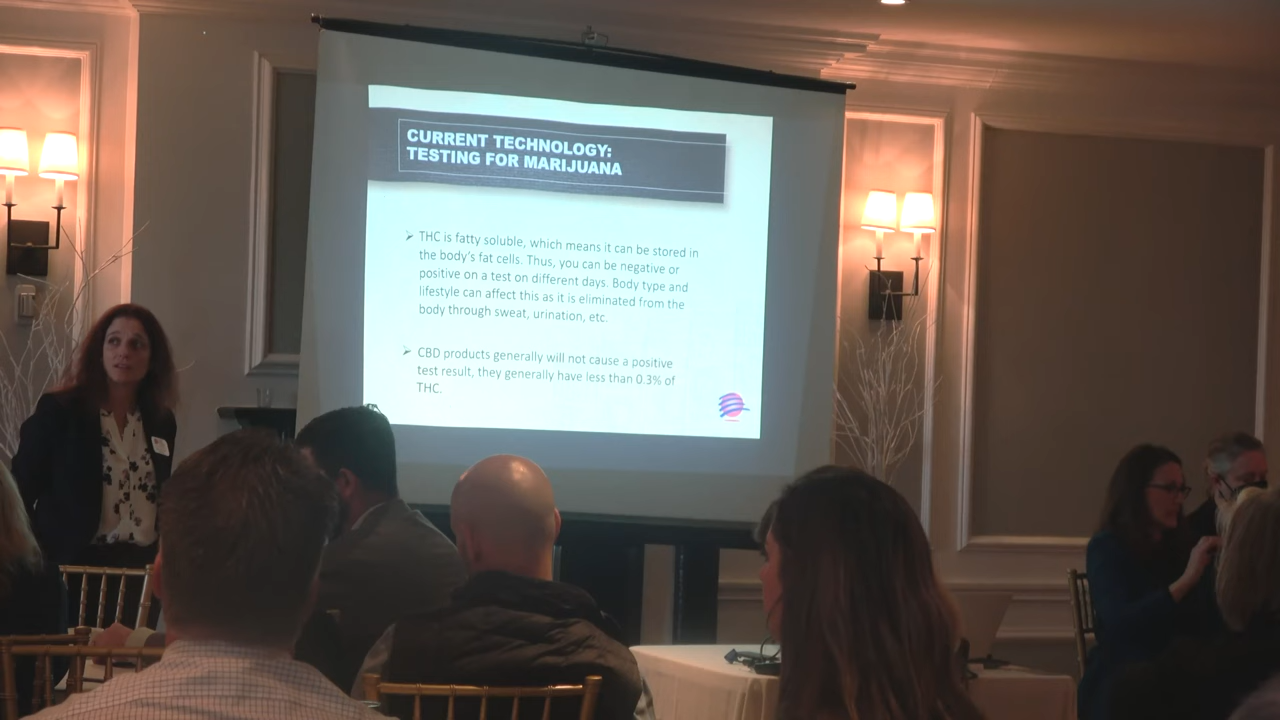 CURRENT TECHNOLOGY:
TESTING FOR MARIJUANA
➢ THC is fatty soluble, which means it can be stored in
the body's fat cells. Thus, you can be negative or
positive on a test on different days. Body type and
lifestyle can affect this as it is eliminated from the
body through sweat, urination, etc.
➢ CBD products generally will not cause a positive
test result, they generally have less than 0.3% of
THC.